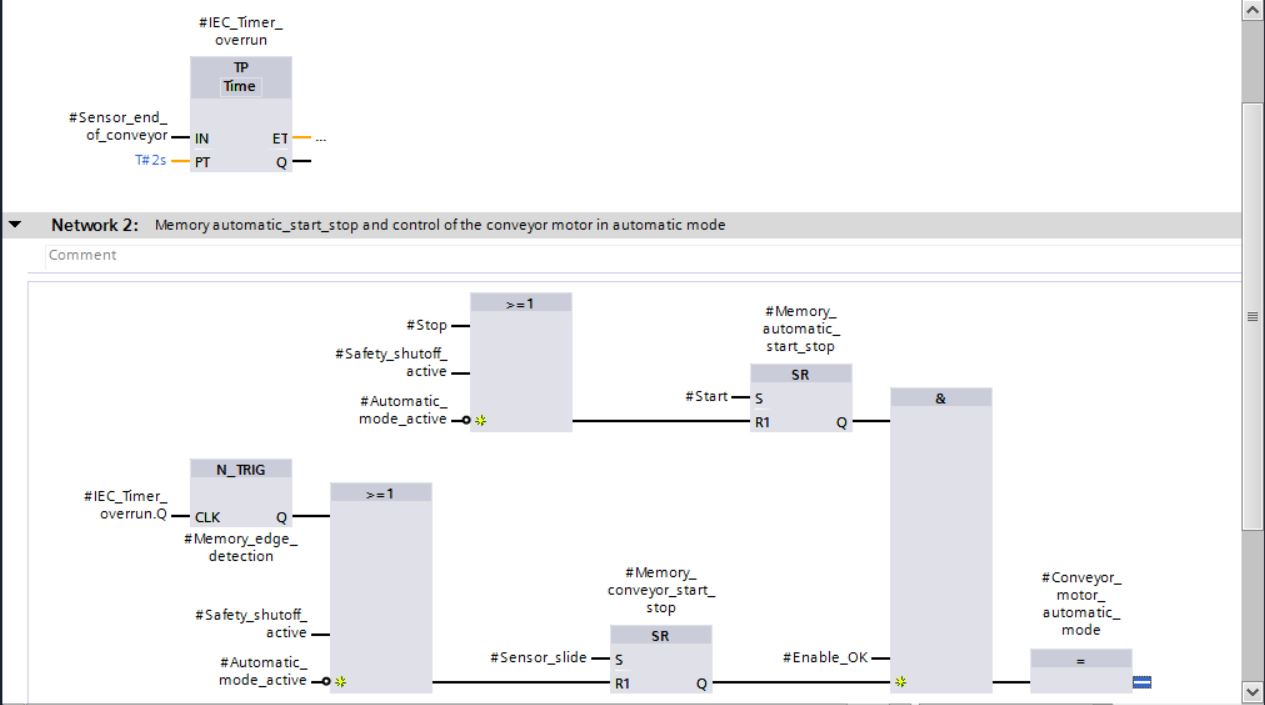 #IEC_Timer_
overrun
TP
Time
#Sensor_end_
of_conveyor
IN
ET
...
T#2s
PT
Q
Network 2: Memory automatic_start_stop and control of the conveyor motor in automatic mode
Comment
>=1
#Stop
#Safety_shutoff_
active
#Automatic_
mode_active
#Memory_
automatic_
start_stop
SR
#Start
S
R1
Q
&
N_TRIG
#IEC_Timer_
overrun.Q
CLK
Q
#Memory_edge_
detection
>=1
#Safety_shutoff_
active
#Automatic_
mode_active
#Memory_
conveyor_start_
stop
SR
#Sensor_slide
S
R1
Q
#Enable_OK
#Conveyor_
motor_
automatic_
mode
=